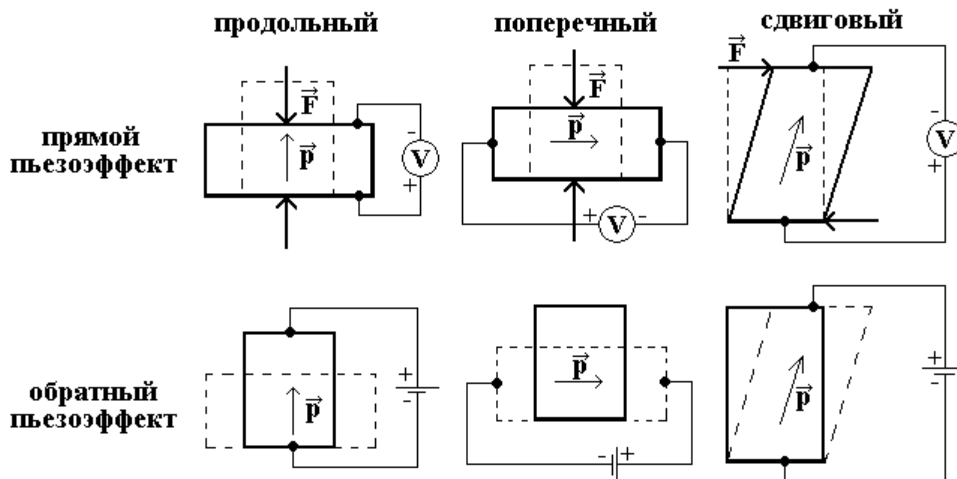 продольный
поперечный
сдвиговый
прямой
пьезоэффект
F
p
-
V
+
F
p
+ V -
F
p
-
V
+
обратный
пьезоэффект
p
+
-
p
- +
p
+
-